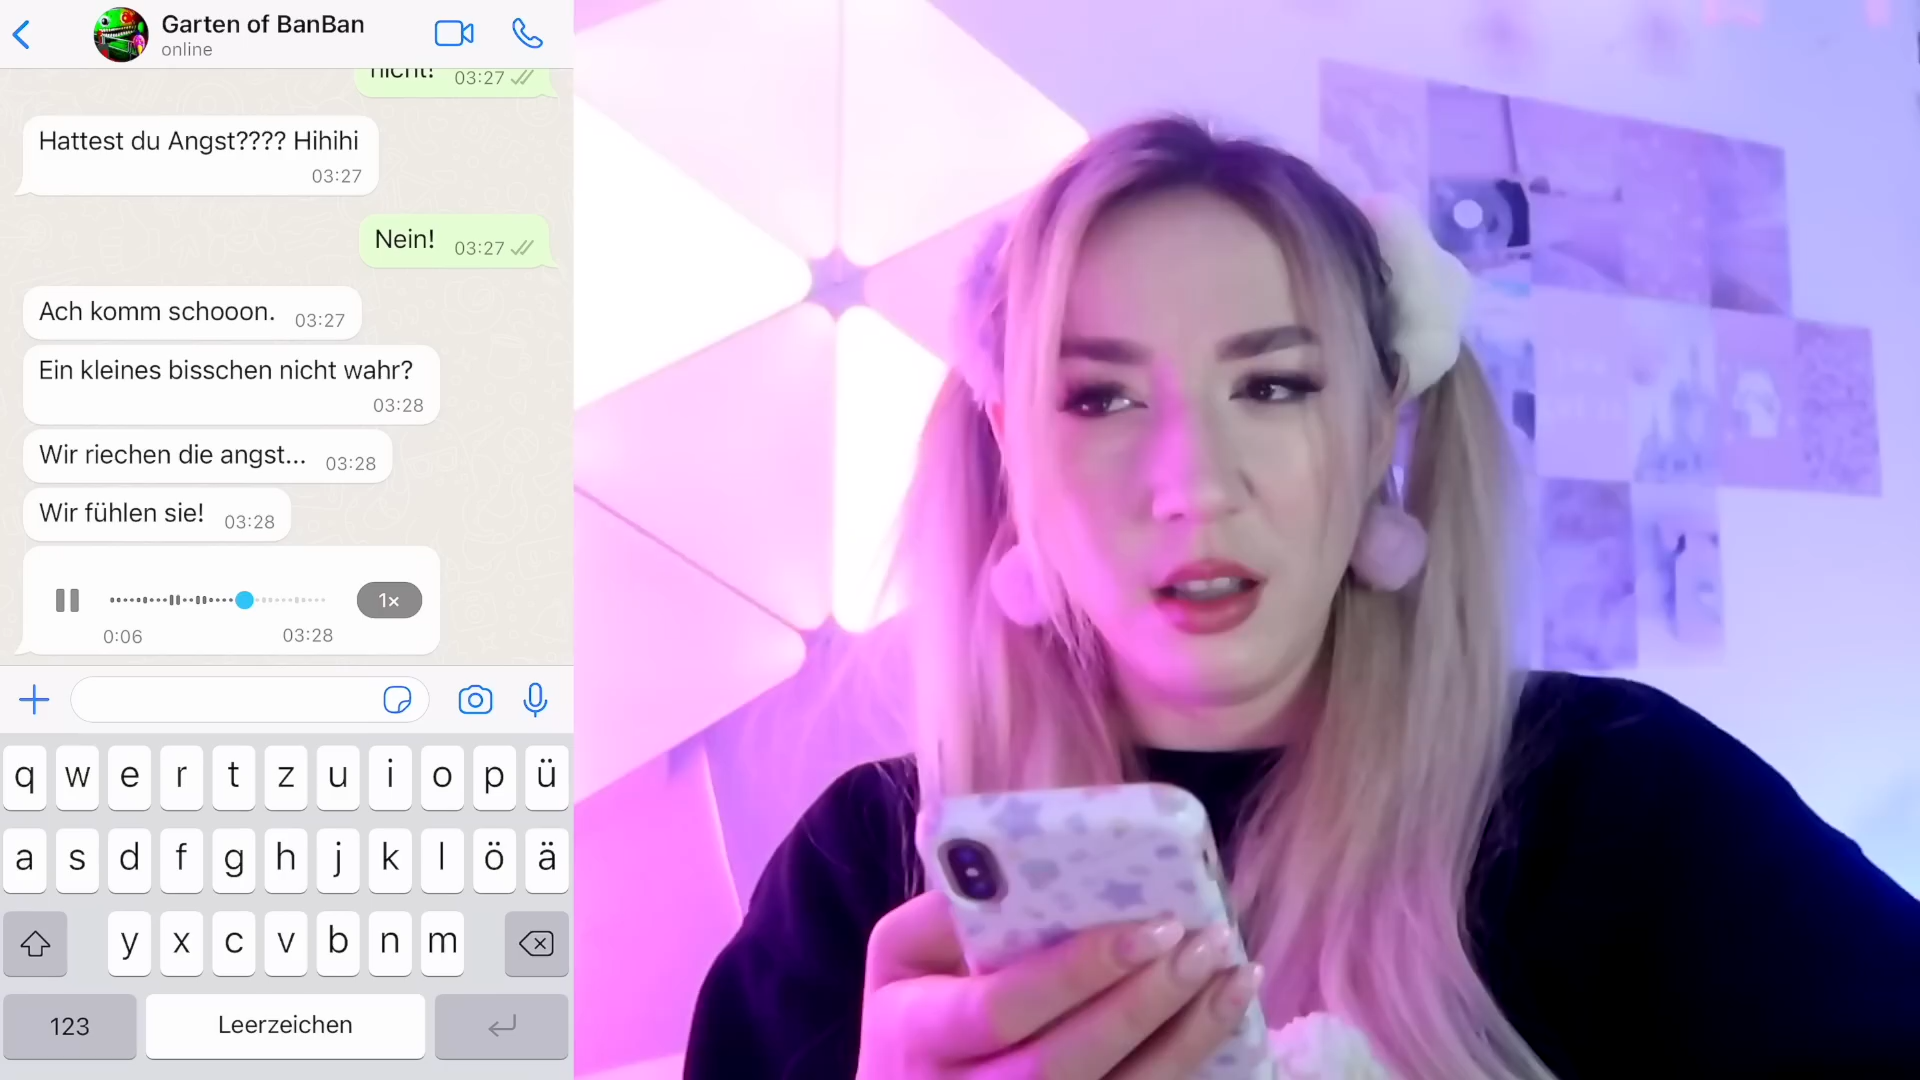 Garten of BanBan
online
nicht! 03:27
Hattest du Angst???? Hihihi
03:27
Nein! 03:27
Ach komm schooon. 03:27
Ein kleines bisschen nicht wahr?
03:28
Wir riechen die angst... 03:28
Wir fühlen sie! 03:28
1×
0:06 03:28
q w e r t z u i o p ü
a s d f g h j k l ö ä
y x c v b n m
123 Leerzeichen